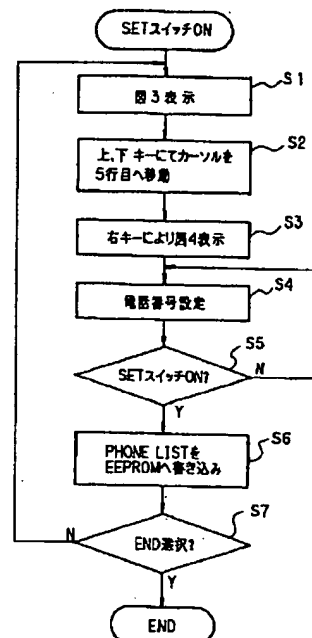 SETスイッチON
S1
図3表示
S2
上,下 キーにてカーソルを
5行目へ移動
S3
右キーにより図4表示
S4
電話番号設定
S5
SETスイッチON?
N
Y
S6
PHONE LISTを
EEPROMへ書き込み
S7
END選択?
N
Y
END